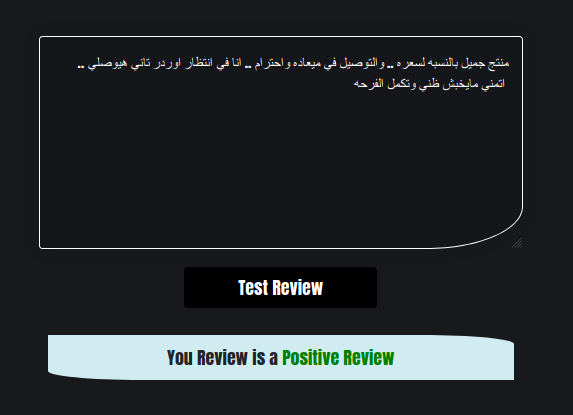 منتج جميل بالنسبه لسعره .. والتوصيل في ميعاده واحترام .. انا في انتظار اوردر تاني هيوصلي ..
اتمني مايخبش ظني وتكمل الفرحه
Test Review
You Review is a Positive Review